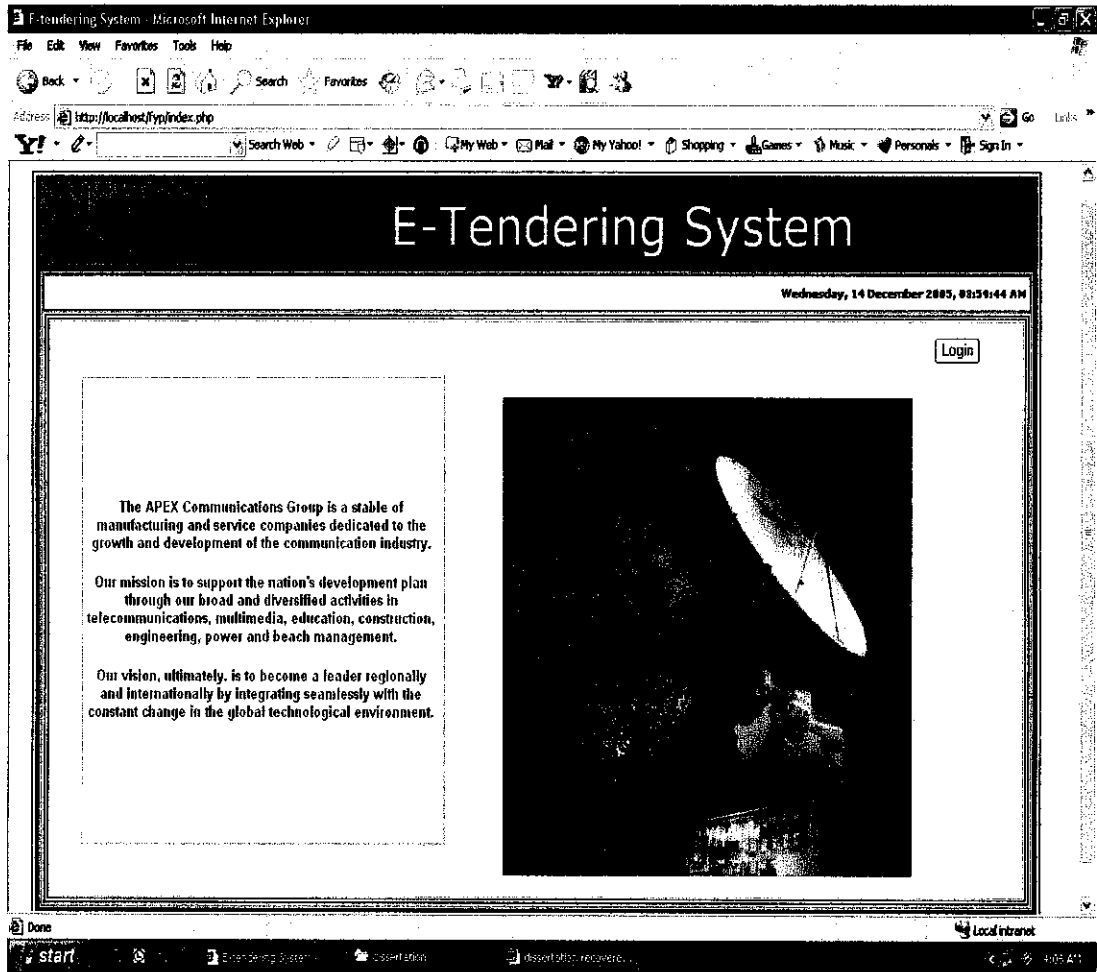 E-tendering System - Microsoft Internet Explorer
File Edit View Favorites Tools Help
Back Search Favorites
Address http://localhost/fyp/index.php Go Links
Y! Search Web My Web Mail My Yahoo! Shopping Games Music Personals Sign In
E-Tendering System
Wednesday, 14 December 2005, 03:59:44 AM
Login
The APEX Communications Group is a stable of
manufacturing and service companies dedicated to the
growth and development of the communication industry.
Our mission is to support the nation's development plan
through our broad and diversified activities in
telecommunications, multimedia, education, construction,
engineering, power and beach management.
Our vision, ultimately, is to become a leader regionally
and internationally by integrating seamlessly with the
constant change in the global technological environment.
Done Local intranet
start E-tendering System - dissertation dissertation recovere... 4:05 AM